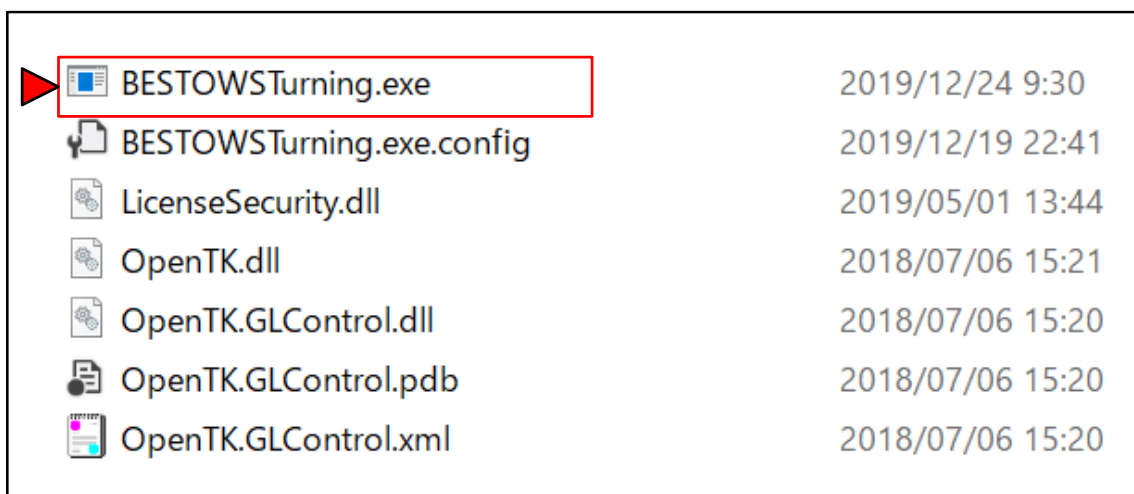 BESTOWSTurning.exe 2019/12/24 9:30
BESTOWSTurning.exe.config 2019/12/19 22:41
LicenseSecurity.dll 2019/05/01 13:44
OpenTK.dll 2018/07/06 15:21
OpenTK.GLControl.dll 2018/07/06 15:20
OpenTK.GLControl.pdb 2018/07/06 15:20
OpenTK.GLControl.xml 2018/07/06 15:20